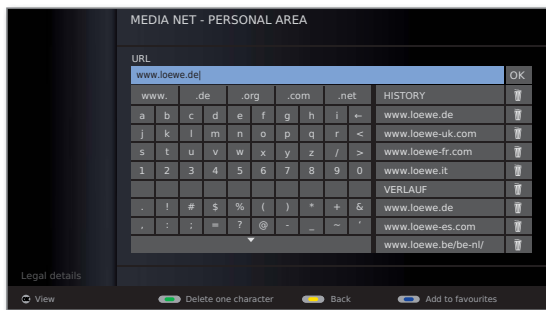 MEDIA NET - PERSONAL AREA
URL
www.loewe.de
OK
www. .de .org .com .net HISTORY
a b c d e f g h i ← www.loewe.de
j k l m n o p q r < www.loewe-uk.com
s t u v w x y z / > www.loewe-fr.com
1 2 3 4 5 6 7 8 9 0 www.loewe.it
VERLAUF
. ! # $ % ( ) * + & www.loewe.de
, : ; = ? @ - _ ~ ' www.loewe-es.com
www.loewe.be/be-nl/
Legal details
View Delete one character Back Add to favourites